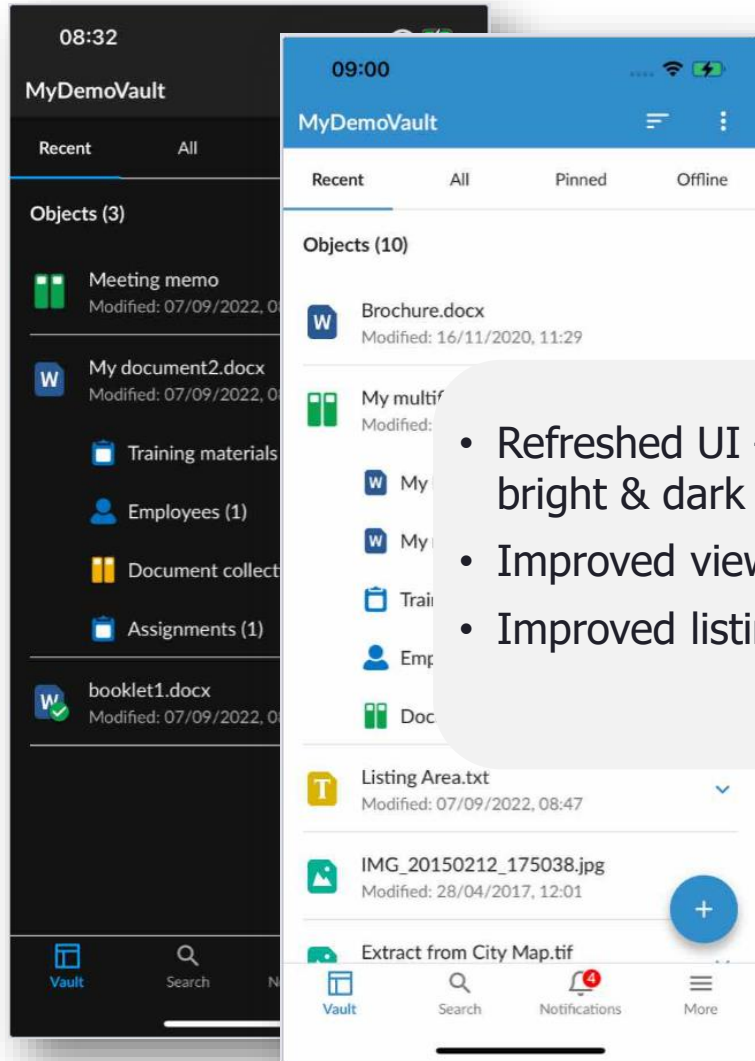 08:32
MyDemoVault
Recent All
Objects (3)
Meeting memo
Modified: 07/09/2022,
My document2.docx
Modified: 07/09/2022,
Training materials
Employees (1)
Document collect
Assignments (1)
booklet1.docx
Modified: 07/09/2022,
Vault Search N
09:00
MyDemoVault
Recent All Pinned Offline
Objects (10)
Brochure.docx
Modified: 16/11/2020, 11:29
My multif
Modified:
W My
W My
Trai
Emp
Doc
Listing Area.txt
Modified: 07/09/2022, 08:47
IMG_20150212_175038.jpg
Modified: 28/04/2017, 12:01
Extract from City Map.tif
4
Vault Search Notifications More
• Refreshed UI
bright & dark
• Improved view
• Improved listin